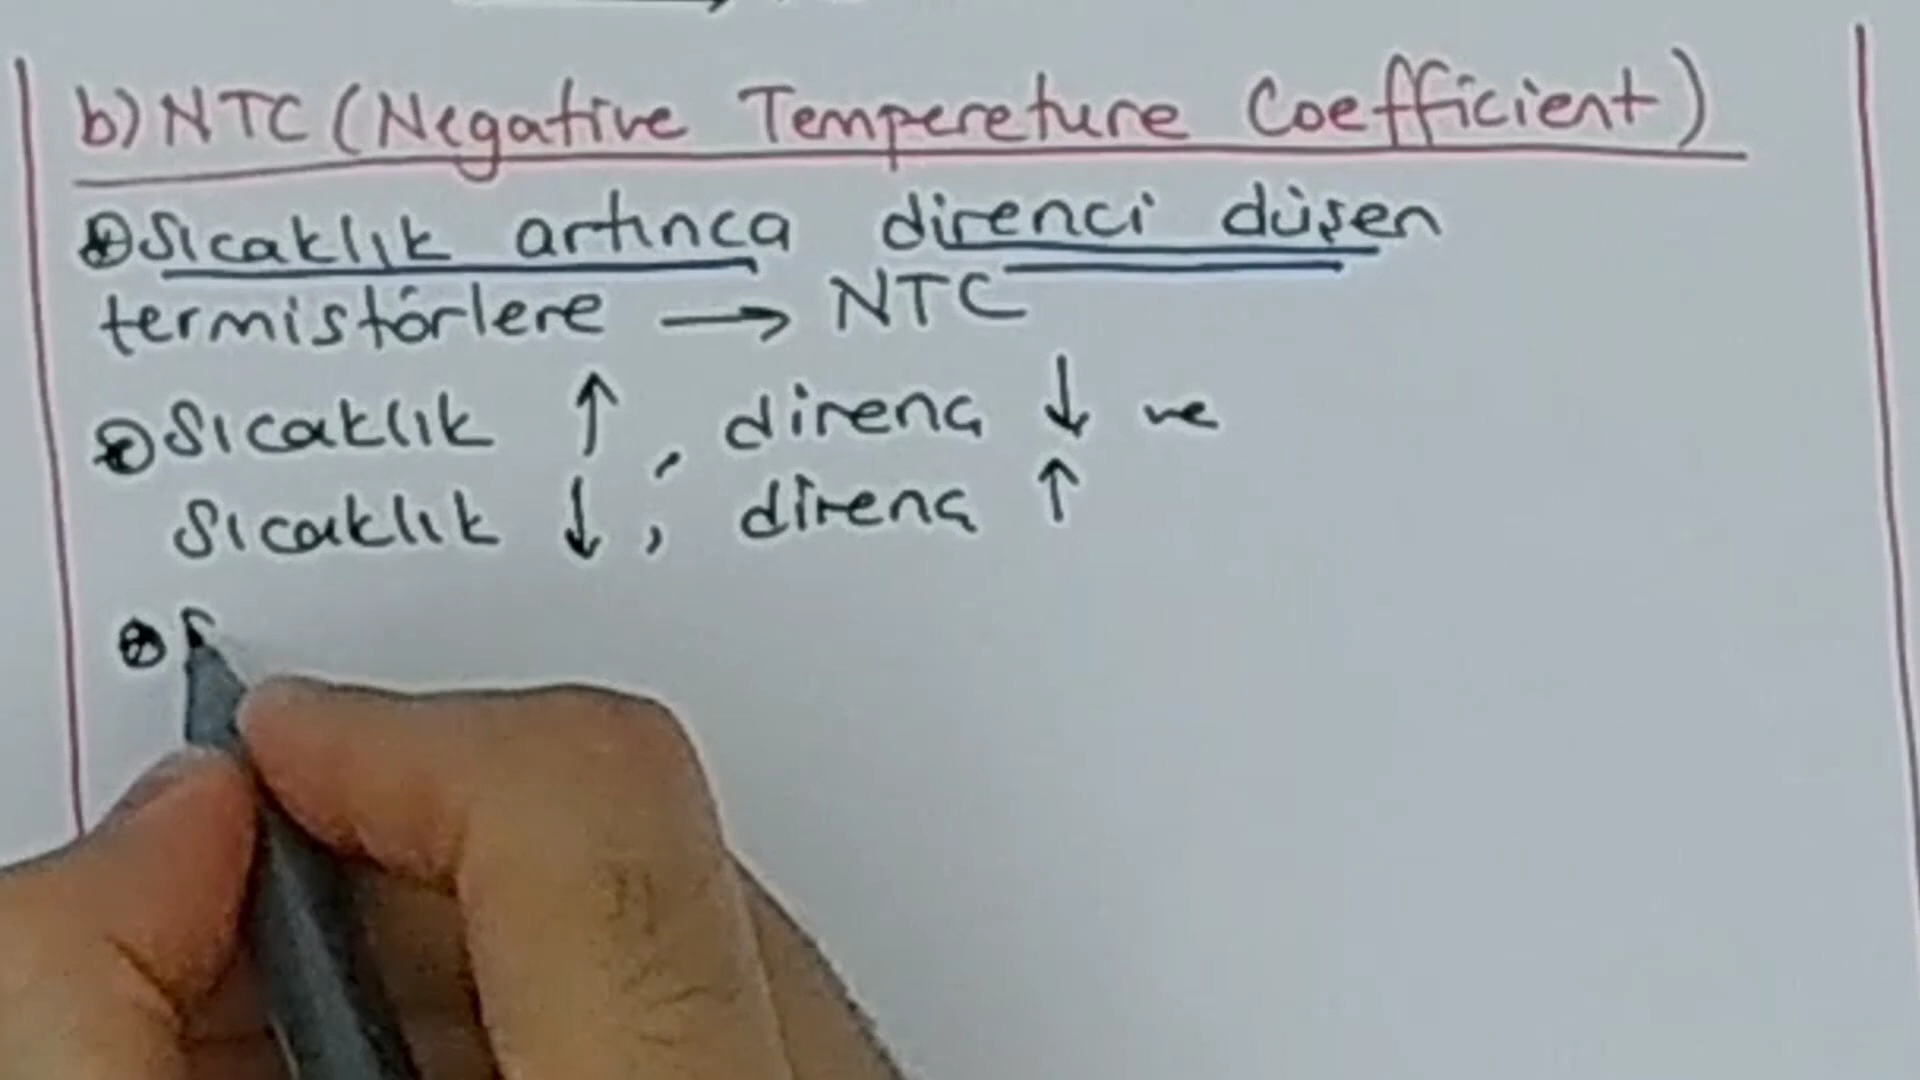 b) NTC (Negative Tempereture Coefficient)
Sıcaklık artınca direnci düşen
termistörlere → NTC
Sıcaklık ↑, direnç ↓ ve
Sıcaklık ↓, direnç ↑